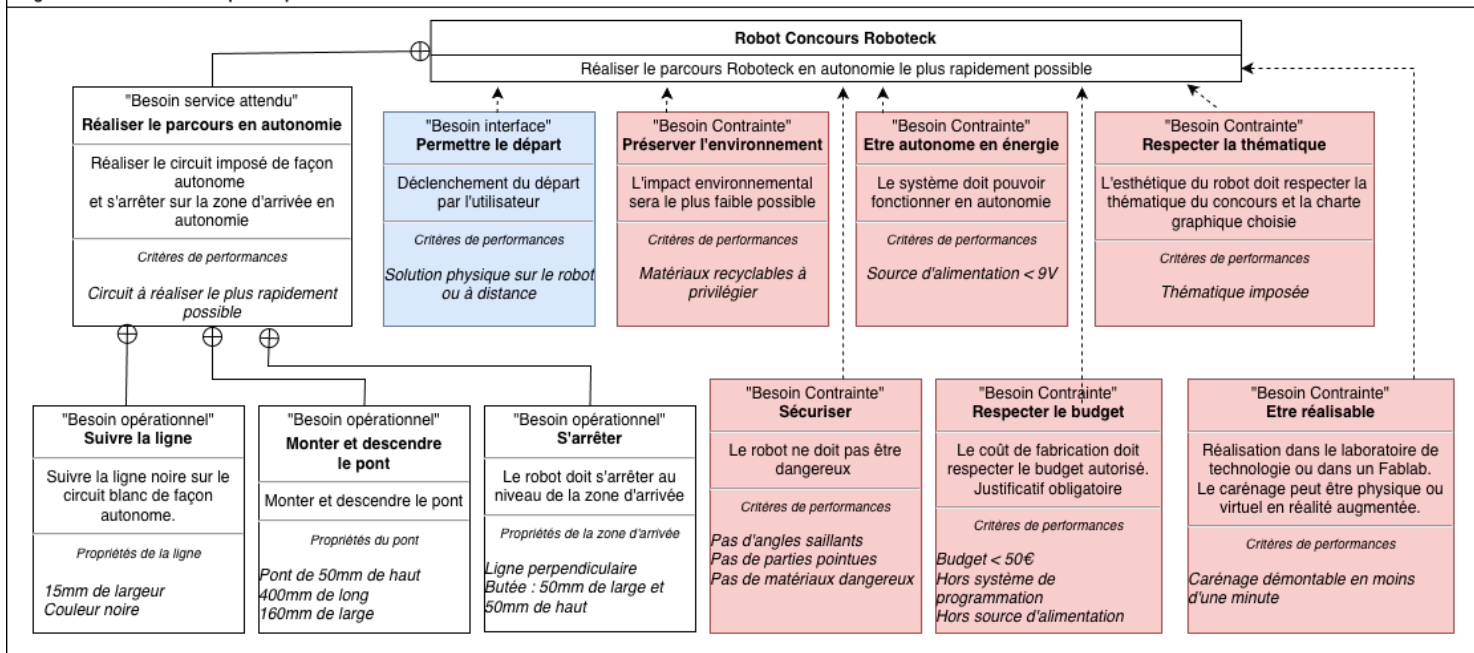 Robot Concours Roboteck
Réaliser le parcours Roboteck en autonomie le plus rapidement possible
"Besoin service attendu"
Réaliser le parcours en autonomie
Réaliser le circuit imposé de façon
autonome
et s'arrêter sur la zone d'arrivée en
autonomie
Critères de performances
Circuit à réaliser le plus rapidement
possible
"Besoin interface"
Permettre le départ
Déclenchement du départ
par l'utilisateur
Critères de performances
Solution physique sur le robot
ou à distance
"Besoin Contrainte"
Préserver l'environnement
L'impact environnemental
sera le plus faible possible
Critères de performances
Matériaux recyclables à
privilégier
"Besoin Contrainte"
Etre autonome en énergie
Le système doit pouvoir
fonctionner en autonomie
Critères de performances
Source d'alimentation < 9V
"Besoin Contrainte"
Respecter la thématique
L'esthétique du robot doit respecter la
thématique du concours et la charte
graphique choisie
Critères de performances
Thématique imposée
"Besoin opérationnel"
Suivre la ligne
Suivre la ligne noire sur le
circuit blanc de façon
autonome.
Propriétés de la ligne
15mm de largeur
Couleur noire
"Besoin opérationnel"
Monter et descendre
le pont
Monter et descendre le pont
Propriétés du pont
Pont de 50mm de haut
400mm de long
160mm de large
"Besoin opérationnel"
S'arrêter
Le robot doit s'arrêter au
niveau de la zone d'arrivée
Propriétés de la zone d'arrivée
Ligne perpendiculaire
Butée : 50mm de large et
50mm de haut
"Besoin Contrainte"
Sécuriser
Le robot ne doit pas être
dangereux
Critères de performances
Pas d'angles saillants
Pas de parties pointues
Pas de matériaux dangereux
"Besoin Contrainte"
Respecter le budget
Le coût de fabrication doit
respecter le budget autorisé.
Justificatif obligatoire
Critères de performances
Budget < 50€
Hors système de
programmation
Hors source d'alimentation
"Besoin Contrainte"
Etre réalisable
Réalisation dans le laboratoire de
technologie ou dans un Fablab.
Le carénage peut être physique ou
virtuel en réalité augmentée.
Critères de performances
Carénage démontable en moins
d'une minute